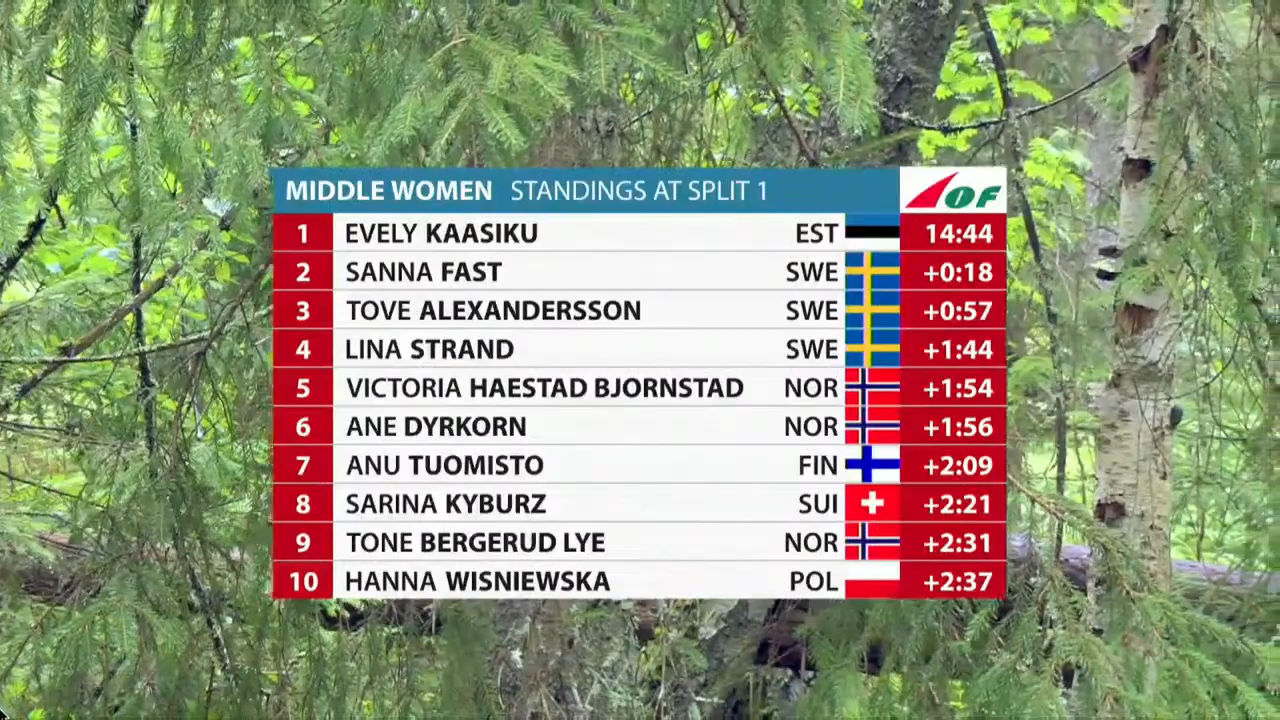 MIDDLE WOMEN STANDINGS AT SPLIT 1 IOF
1 EVELY KAASIKU EST 14:44
2 SANNA FAST SWE +0:18
3 TOVE ALEXANDERSSON SWE +0:57
4 LINA STRAND SWE +1:44
5 VICTORIA HAESTAD BJORNSTAD NOR +1:54
6 ANE DYRKORN NOR +1:56
7 ANU TUOMISTO FIN +2:09
8 SARINA KYBURZ SUI +2:21
9 TONE BERGERUD LYE NOR +2:31
10 HANNA WISNIEWSKA POL +2:37